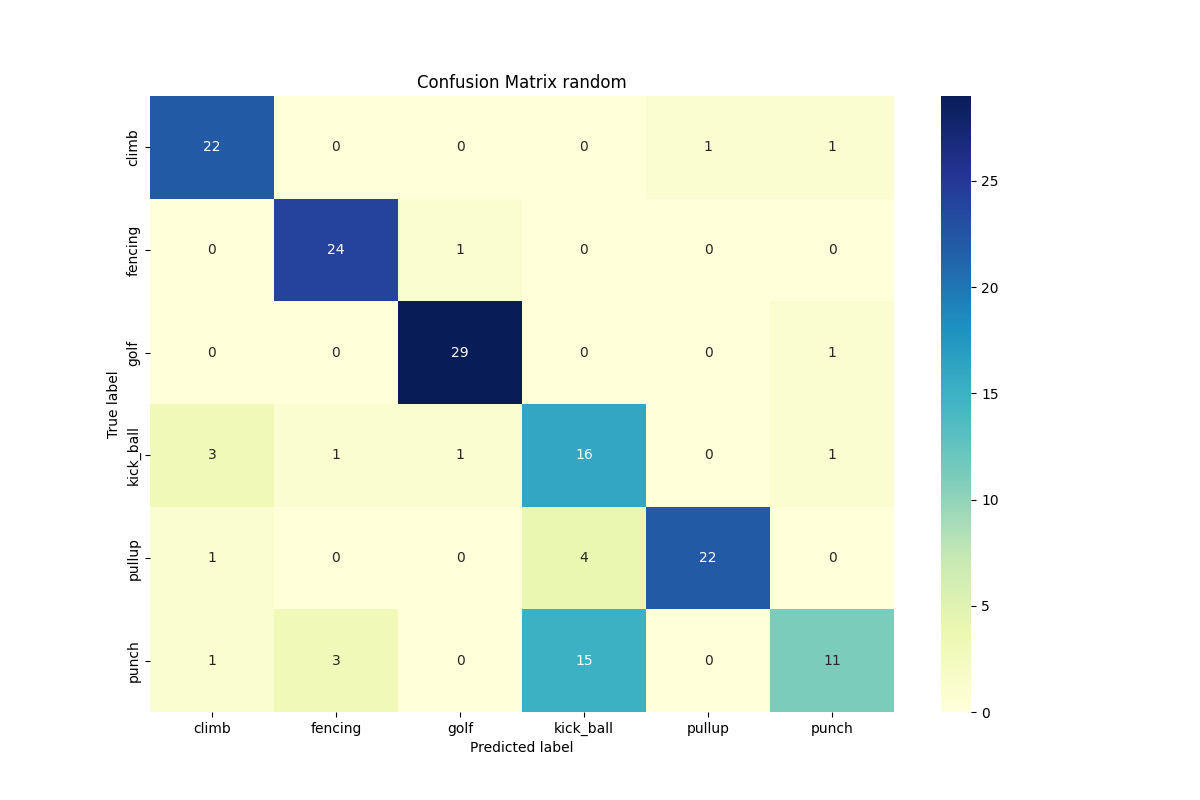 Confusion Matrix random
True label
climb 22 0 0 0 1 1
fencing 0 24 1 0 0 0
golf 0 0 29 0 0 1
kick_ball 3 1 1 16 0 1
pullup 1 0 0 4 22 0
punch 1 3 0 15 0 11
climb fencing golf kick_ball pullup punch
Predicted label
25
20
15
10
5
0